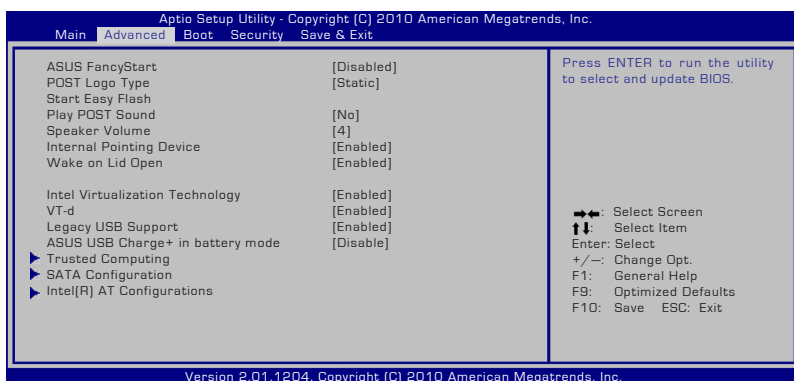 Aptio Setup Utility - Copyright (C) 2010 American Megatrends, Inc.
Main Advanced Boot Security Save & Exit
ASUS FancyStart [Disabled]
POST Logo Type [Static]
Start Easy Flash
Play POST Sound [No]
Speaker Volume [4]
Internal Pointing Device [Enabled]
Wake on Lid Open [Enabled]
Intel Virtualization Technology [Enabled]
VT-d [Enabled]
Legacy USB Support [Enabled]
ASUS USB Charge+ in battery mode [Disable]
Trusted Computing
SATA Configuration
Intel(R) AT Configurations
Press ENTER to run the utility
to select and update BIOS.
→←: Select Screen
↑↓: Select Item
Enter: Select
+/—: Change Opt.
F1: General Help
F9: Optimized Defaults
F10: Save ESC: Exit
Version 2.01.1204. Copyright (C) 2010 American Megatrends, Inc.